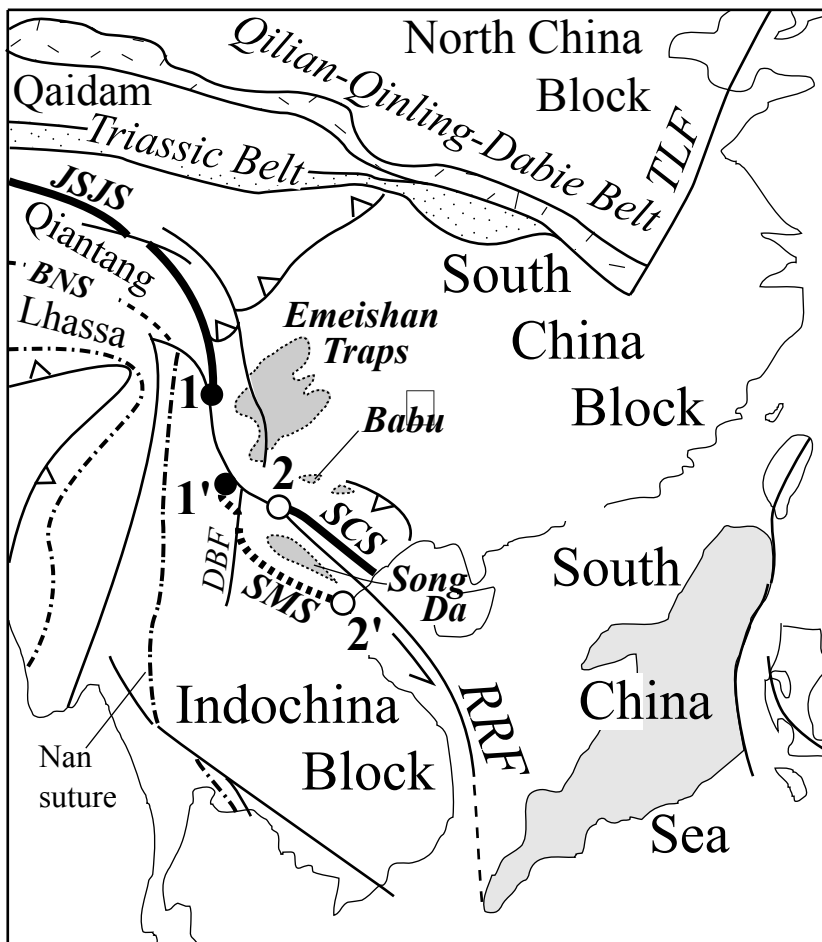 North China
Block
Qilian-Qinling-Dabie Belt
Qaidam
Triassic Belt
TLF
JSJS
Qiantang
BNS
Lhassa
South
China
Block
Emeishan
Traps
1
Babu
2
1'
SCS
DBF
SMS
Song
Da
2'
South
China
Sea
RRF
Indochina
Block
Nan
suture